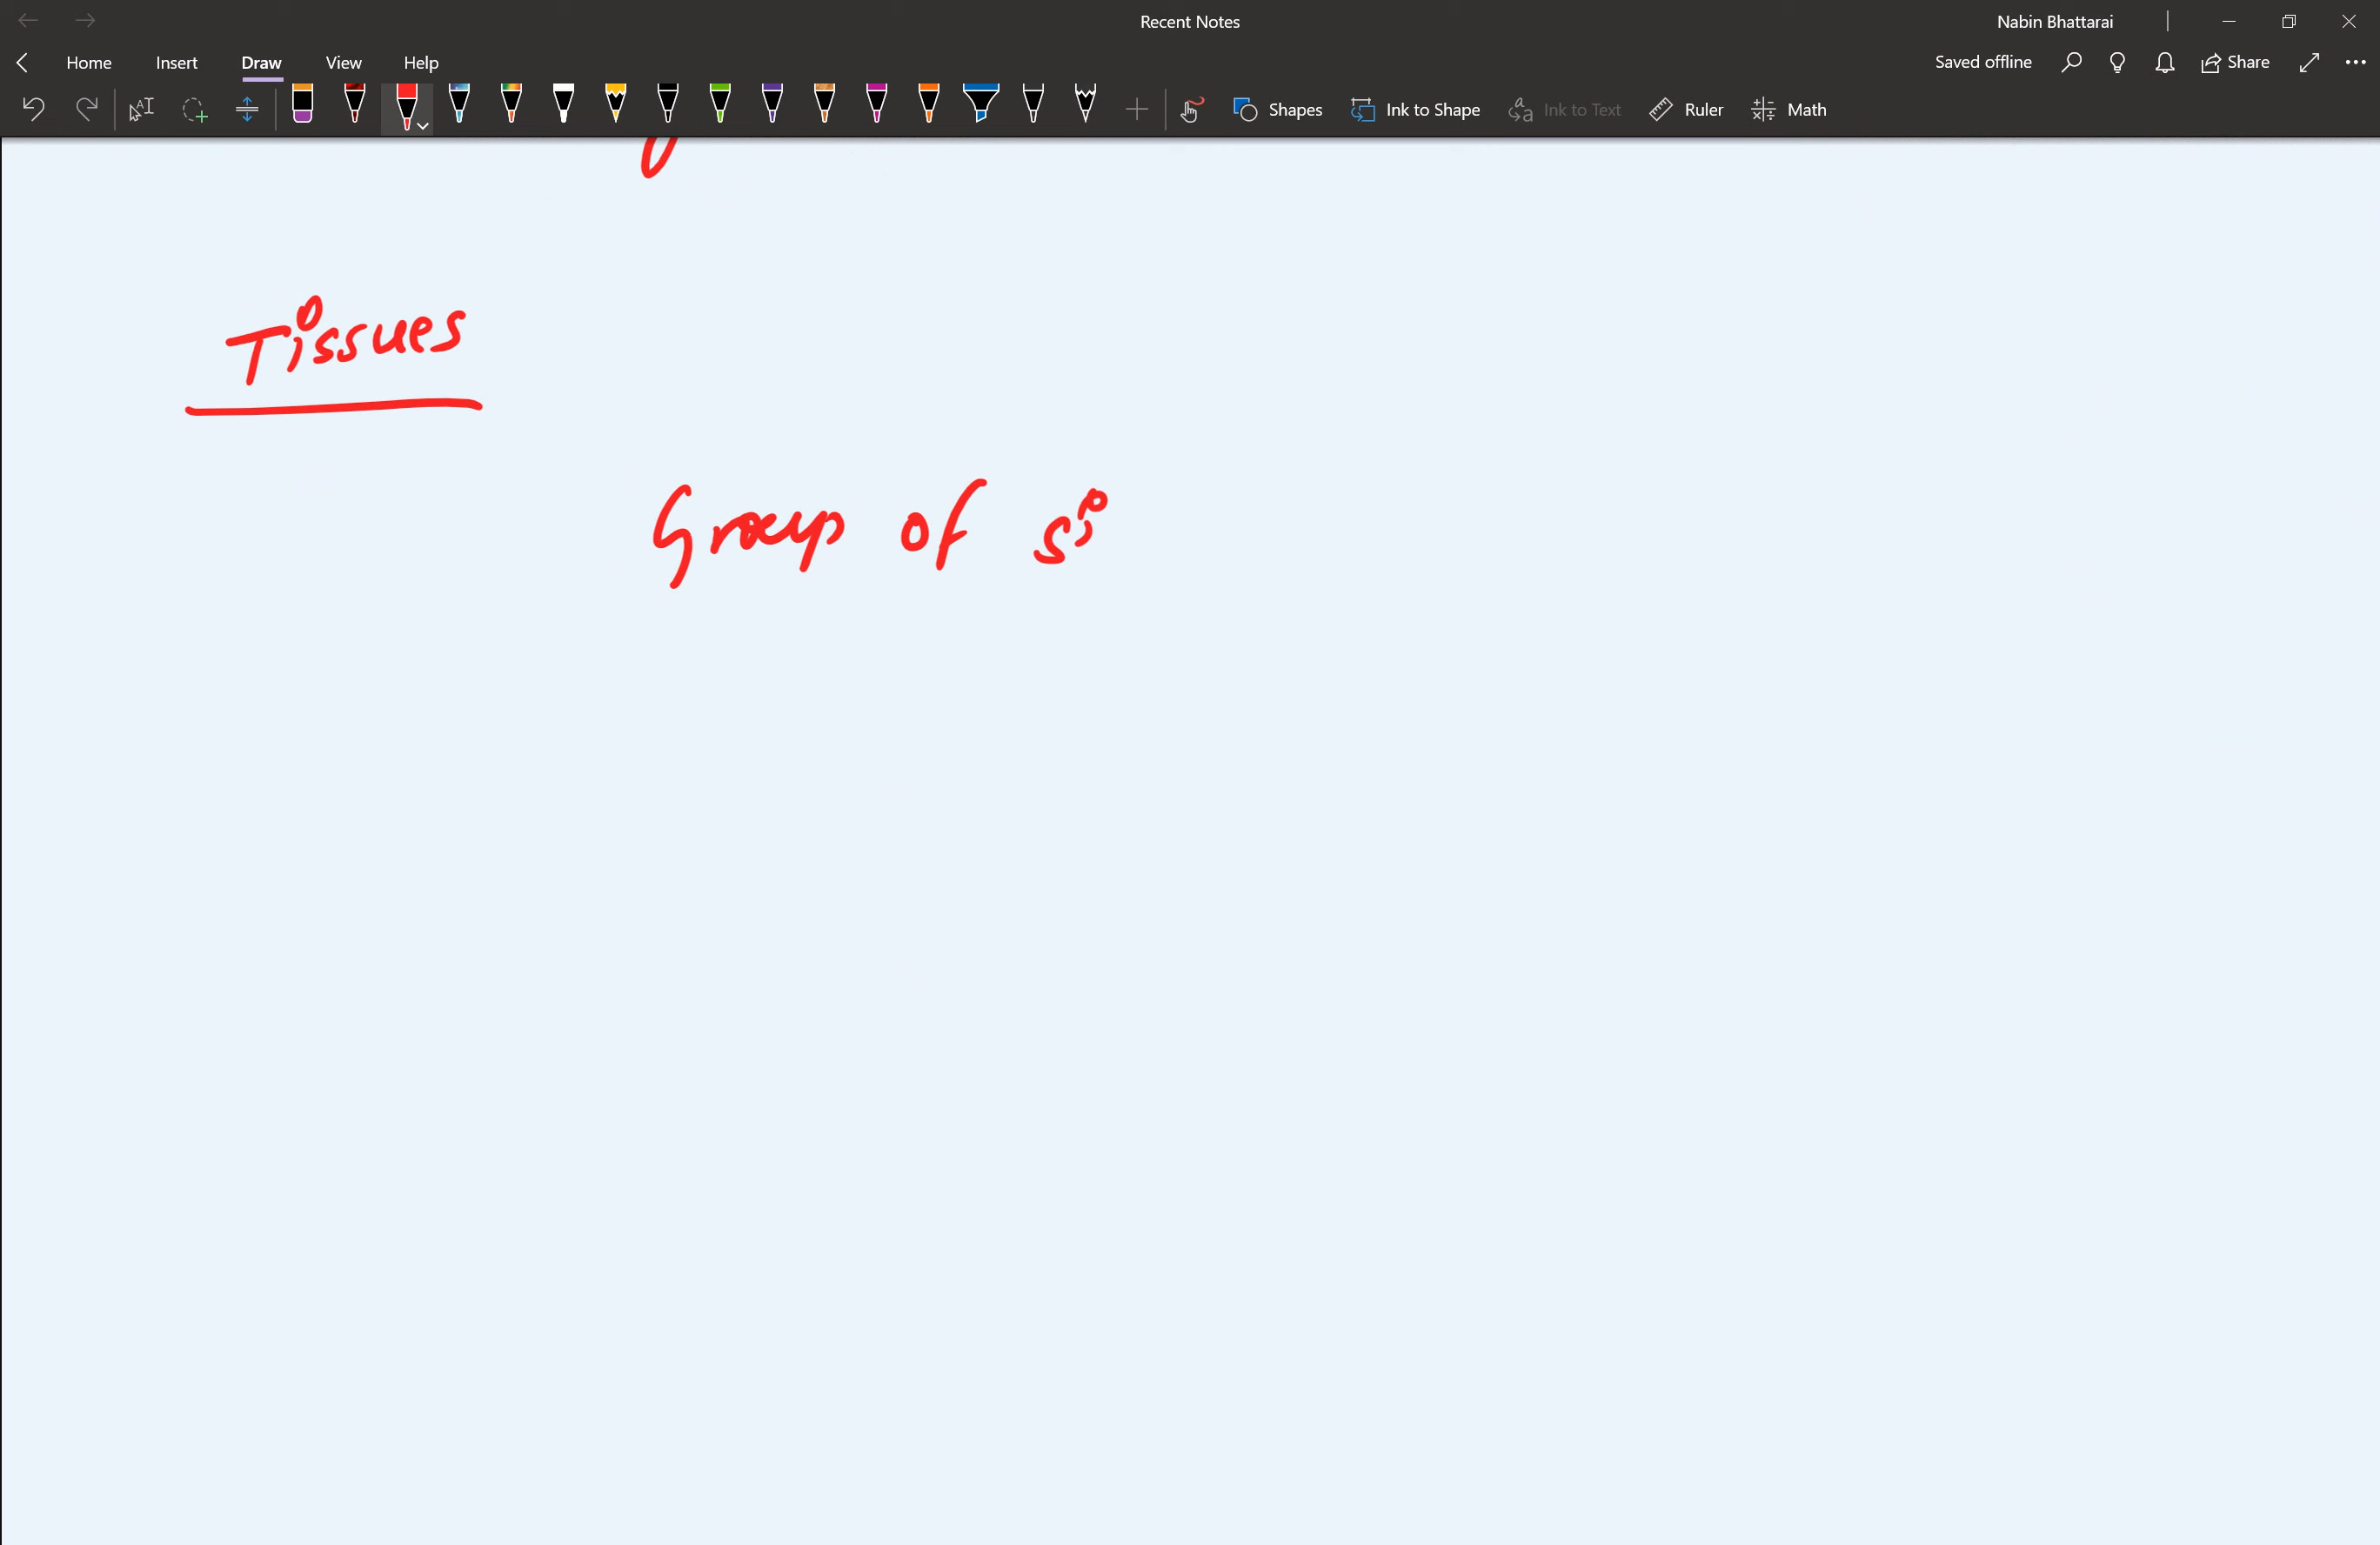 Recent Notes
Nabin Bhattarai
Home Insert Draw View Help
Saved offline
Share
Shapes
Ink to Shape
Ink to Text
Ruler
Math
Tissues
Group of si